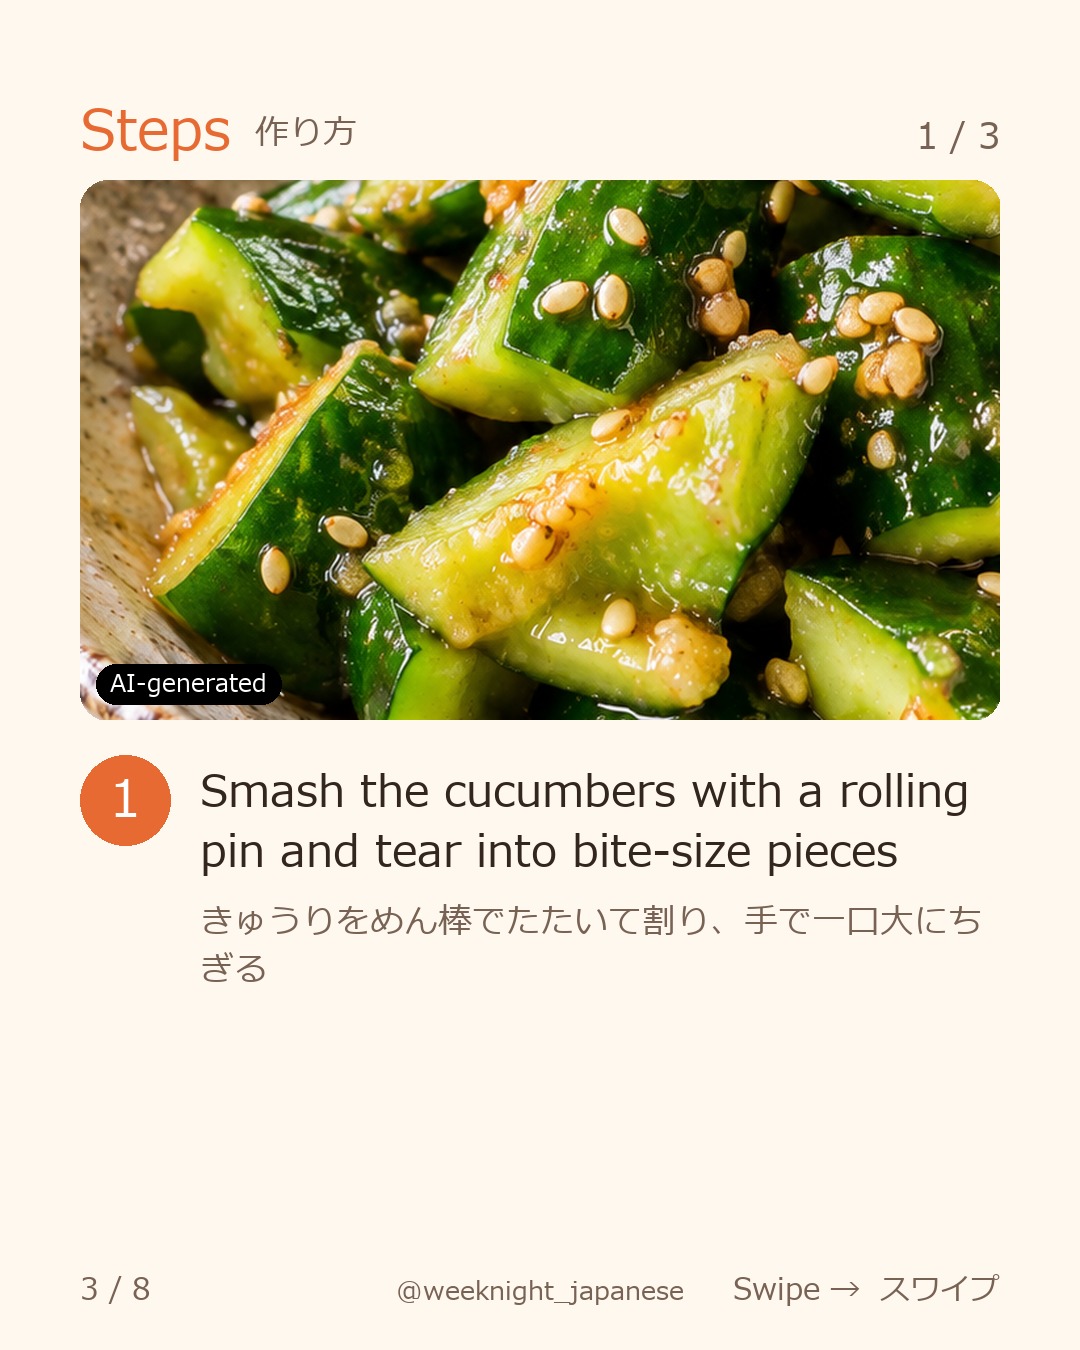 Steps 作り方
1 / 3
AI-generated
1
Smash the cucumbers with a rolling
pin and tear into bite-size pieces
きゅうりをめん棒でたたいて割り、手で一口大にち
ぎる
3 / 8
@weeknight_japanese
Swipe → スワイプ